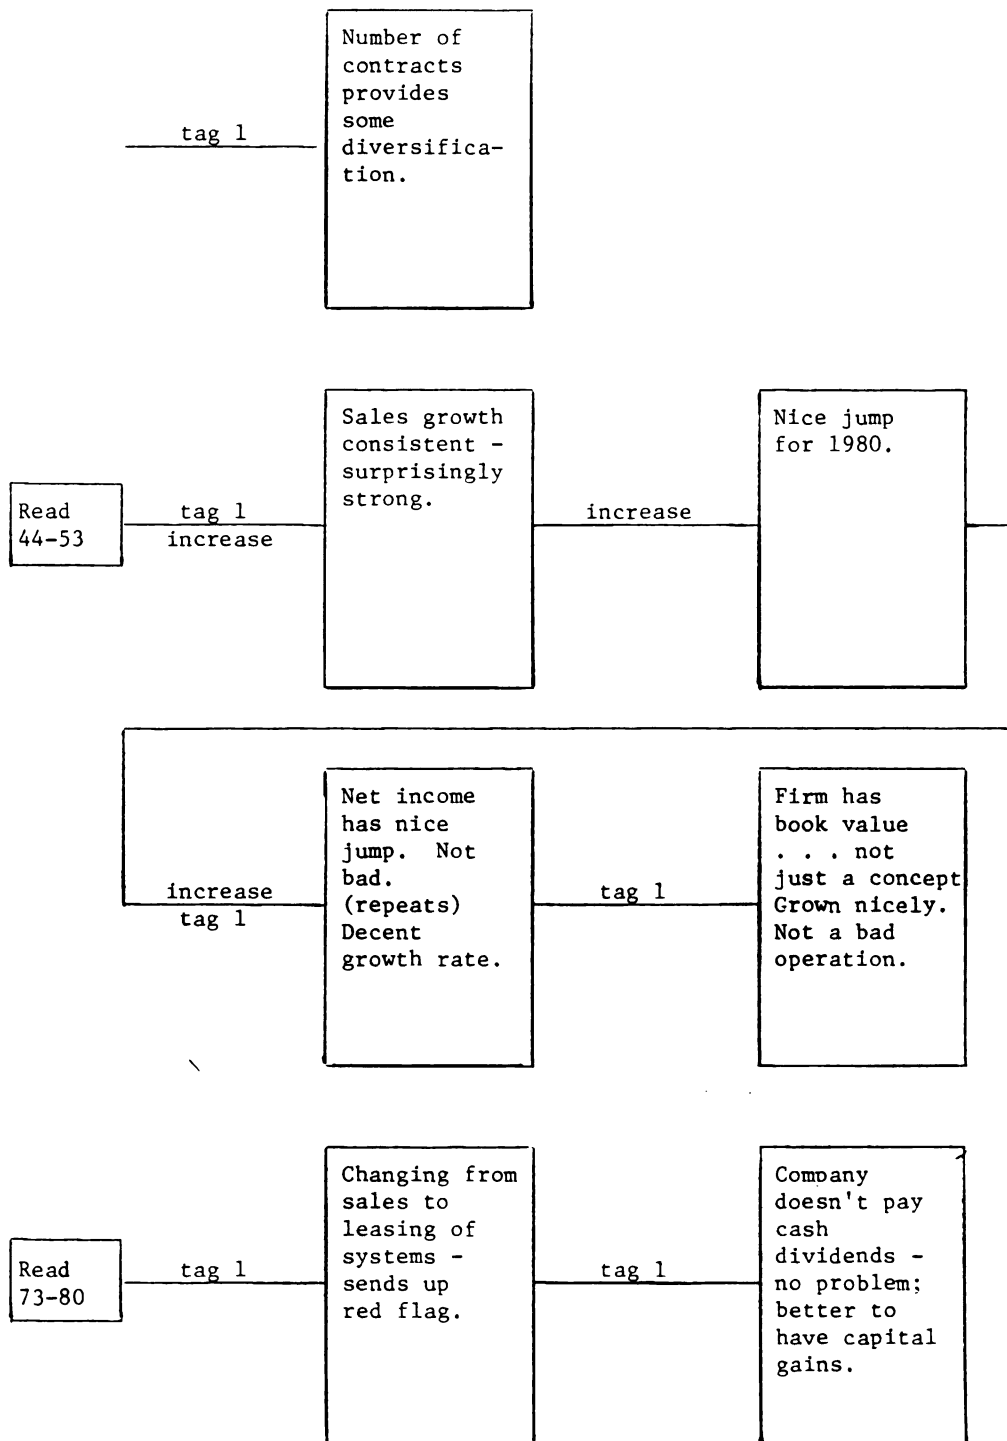 tag 1
Number of
contracts
provides
some
diversifica-
tion.
Read
44-53
tag 1
increase
Sales growth
consistent -
surprisingly
strong.
increase
Nice jump
for 1980.
increase
tag 1
Net income
has nice
jump. Not
bad.
(repeats)
Decent
growth rate.
tag 1
Firm has
book value
. . . not
just a concept
Grown nicely.
Not a bad
operation.
Read
73-80
tag 1
Changing from
sales to
leasing of
systems -
sends up
red flag.
tag 1
Company
doesn't pay
cash
dividends -
no problem;
better to
have capital
gains.